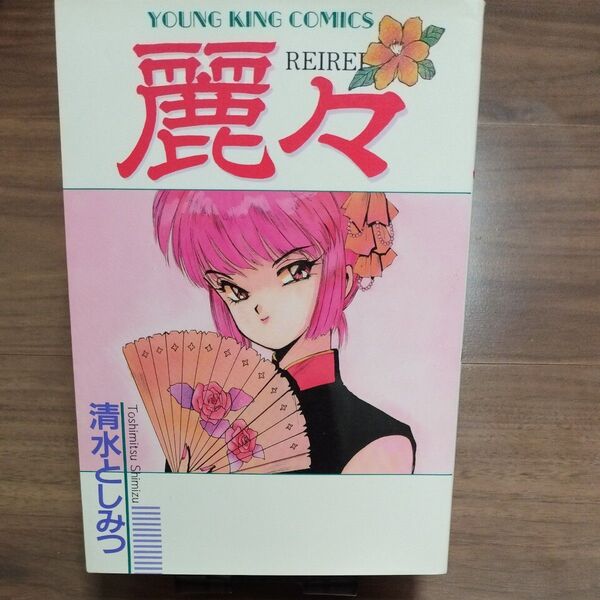 YOUNG KING COMICS
REIREI
麗々
清水としみつ
Toshimitsu Shimizu